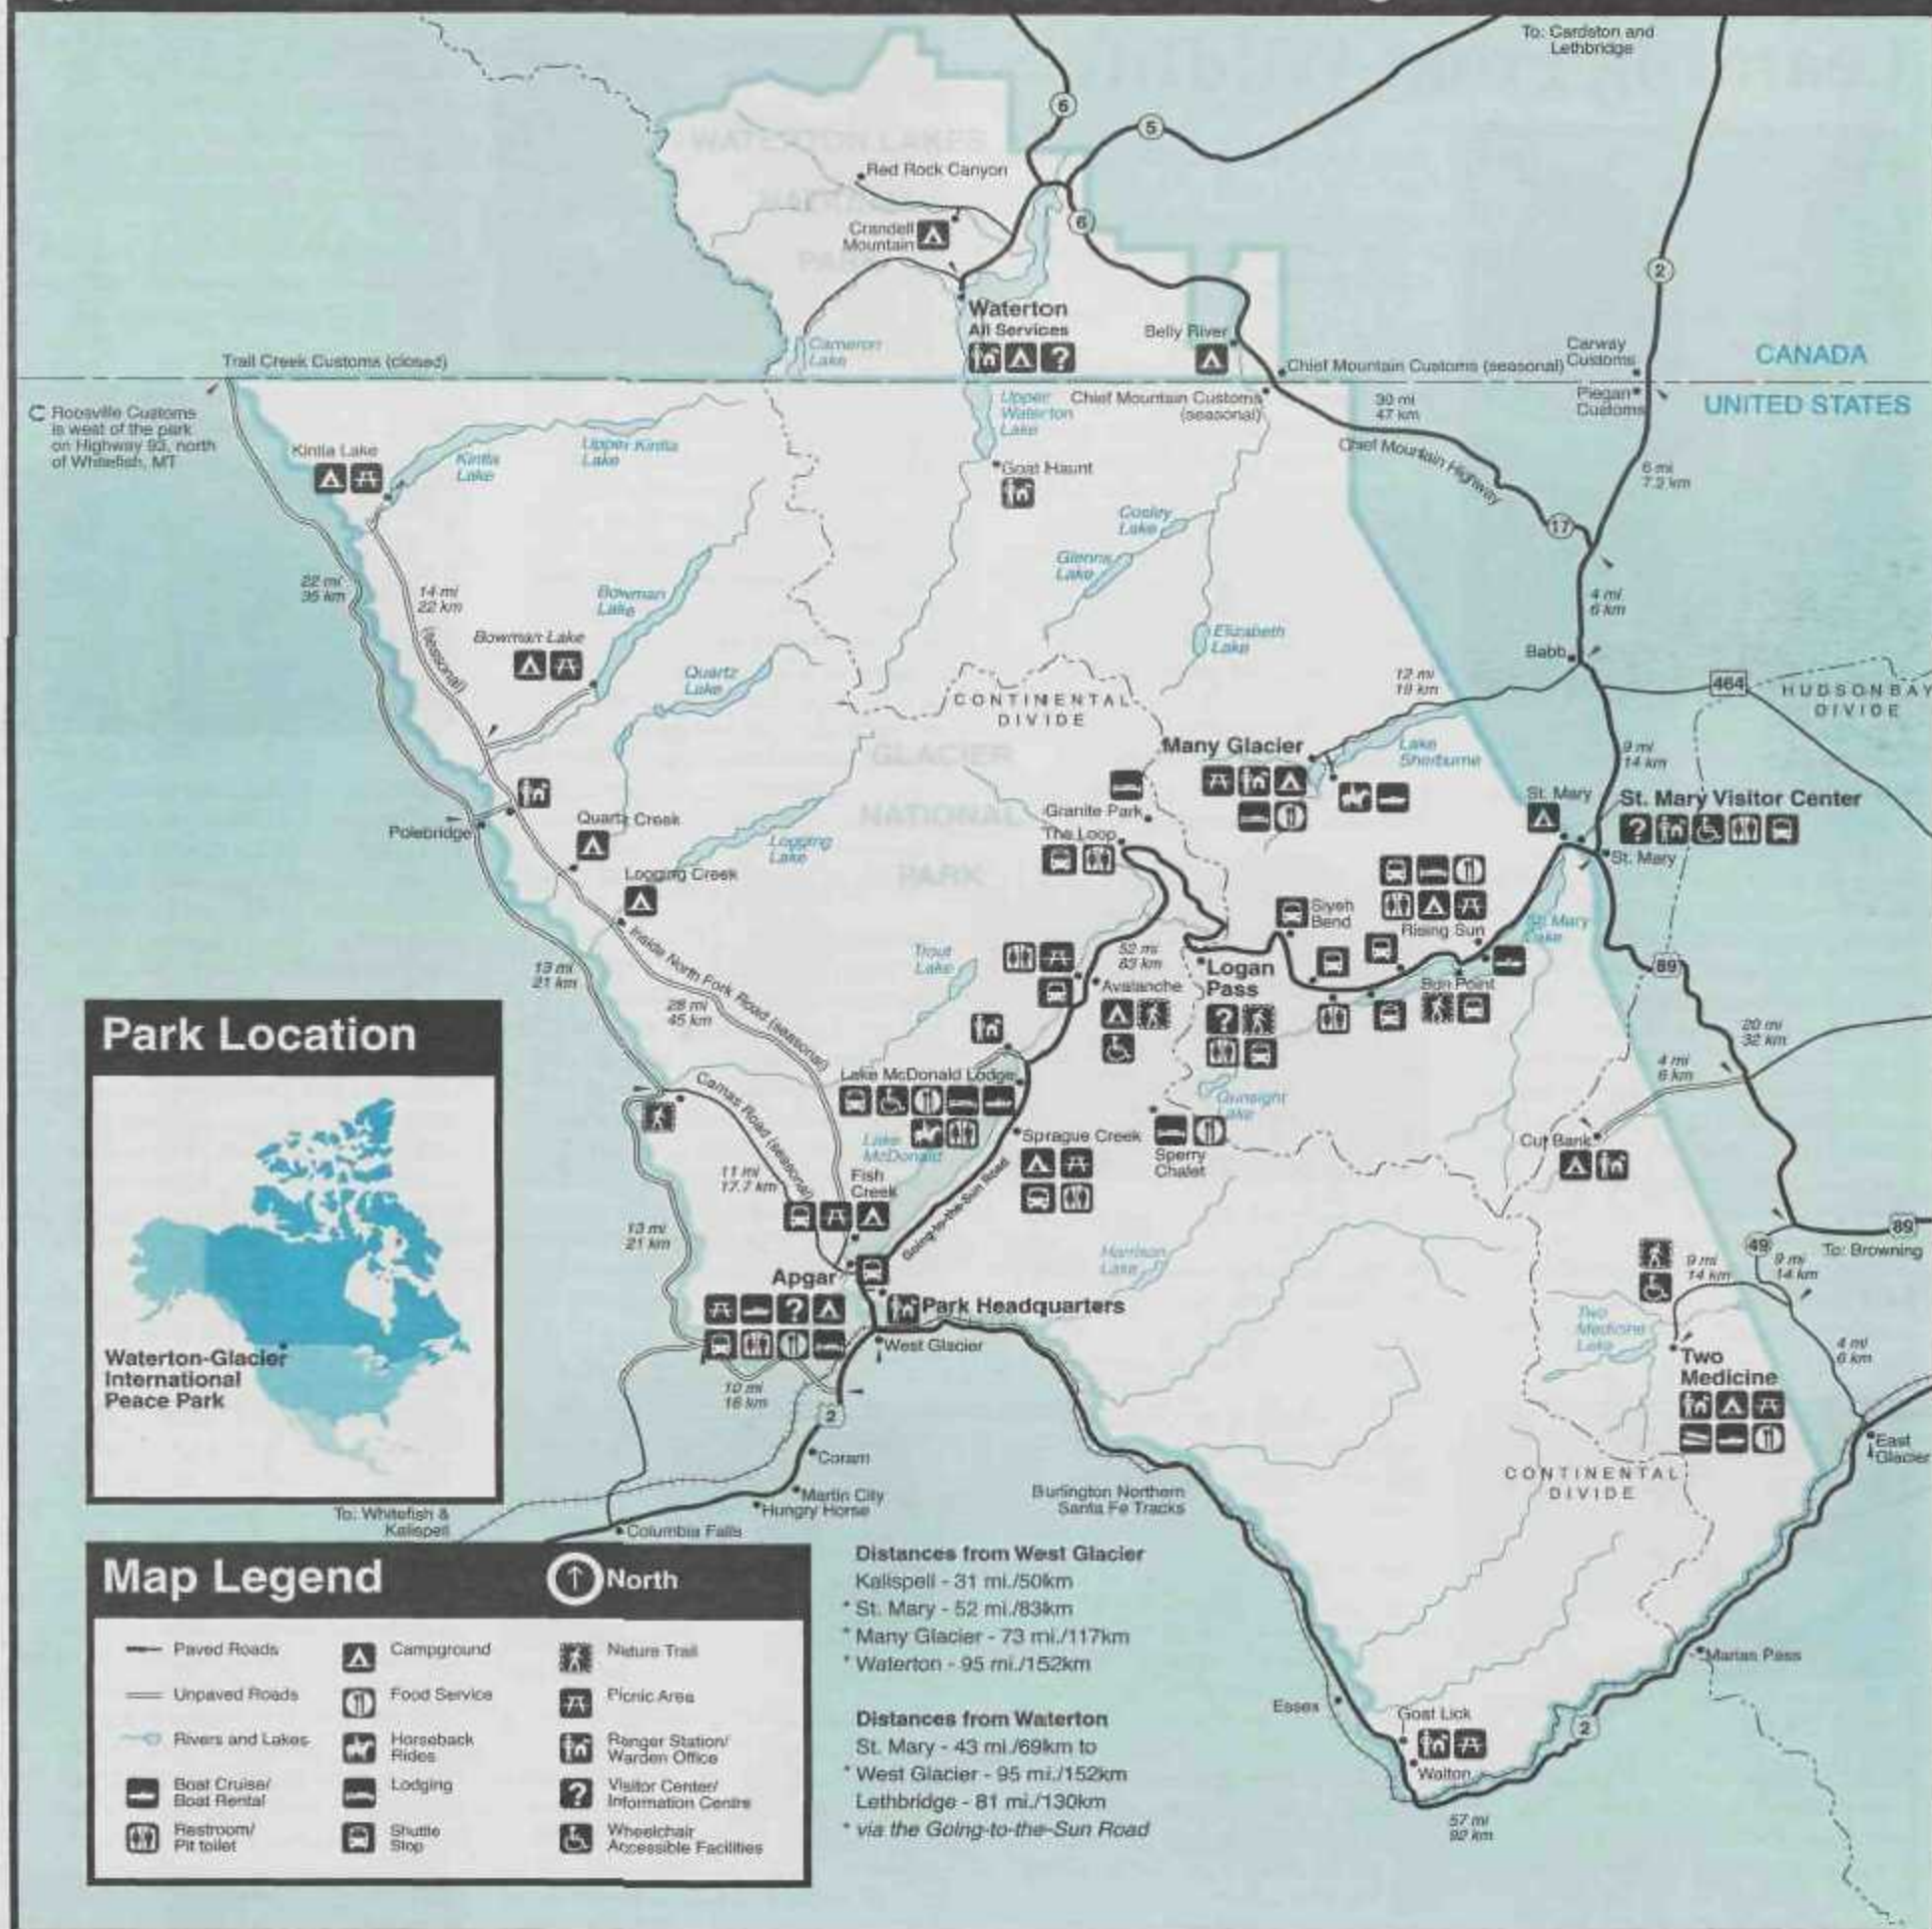 To: Cardston and
Lethbridge
6
5
WATERTON LAKES
NATIONAL
PARK
Red Rock Canyon
Crandell
Mountain
6
2
Waterton
All Services
Cameron
Lake
Belly River
Trail Creek Customs (closed)
Chief Mountain Customs (seasonal)
Carway
Customs
CANADA
UNITED STATES
Piegan
Customs
Chief Mountain Customs
(seasonal)
Upper
Waterton
Lake
Roosville Customs
is west of the park
on Highway 93, north
of Whitefish, MT
Kintla Lake
Kintla
Lake
Upper Kintla
Lake
Goat Haunt
30 mi
47 km
Chief Mountain Highway
6 mi
7.2 km
17
Cosley
Lake
Glenns
Lake
22 mi
35 km
14 mi
22 km
(seasonal)
Bowman
Lake
Bowman Lake
4 mi
6 km
Elizabeth
Lake
Babb
Quartz
Lake
12 mi
19 km
464
HUDSON BAY
DIVIDE
CONTINENTAL
DIVIDE
Many Glacier
Lake
Sherburne
9 mi
14 km
GLACIER
NATIONAL
PARK
St. Mary
St. Mary Visitor Center
St. Mary
Granite Park
The Loop
Polebridge
Quartz Creek
Logging
Lake
Logging Creek
Siyeh
Bend
Rising Sun
St. Mary
Lake
Inside North Fork Road (seasonal)
13 mi
21 km
28 mi
45 km
Trout
Lake
52 mi
83 km
Avalanche
Logan
Pass
Sun Point
89
20 mi
32 km
4 mi
6 km
Park Location
Waterton-Glacier
International
Peace Park
Camas Road (seasonal)
Lake McDonald Lodge
Lake
McDonald
Gunsight
Lake
Sprague Creek
Sperry
Chalet
Cut Bank
11 mi
17.7 km
Fish
Creek
Going-to-the-Sun Road
13 mi
21 km
Harrison
Lake
49
89
To: Browning
9 mi
14 km
9 mi
14 km
Apgar
Park Headquarters
West Glacier
Two
Medicine
Lake
Two
Medicine
4 mi
6 km
10 mi
16 km
2
Coram
Martin City
Hungry Horse
Columbia Falls
To: Whitefish &
Kalispell
East
Glacier
CONTINENTAL
DIVIDE
Burlington Northern
Santa Fe Tracks
Marias Pass
Essex
Goat Lick
Walton
2
57 mi
92 km
Map Legend
North
Paved Roads
Unpaved Roads
Rivers and Lakes
Boat Cruise/
Boat Rental
Restroom/
Pit toilet
Campground
Food Service
Horseback
Rides
Lodging
Shuttle
Stop
Nature Trail
Picnic Area
Ranger Station/
Warden Office
Visitor Center/
Information Centre
Wheelchair
Accessible Facilities
Distances from West Glacier
Kalispell - 31 mi./50km
* St. Mary - 52 mi./83km
* Many Glacier - 73 mi./117km
* Waterton - 95 mi./152km
Distances from Waterton
St. Mary - 43 mi./69km to
* West Glacier - 95 mi./152km
Lethbridge - 81 mi./130km
* via the Going-to-the-Sun Road